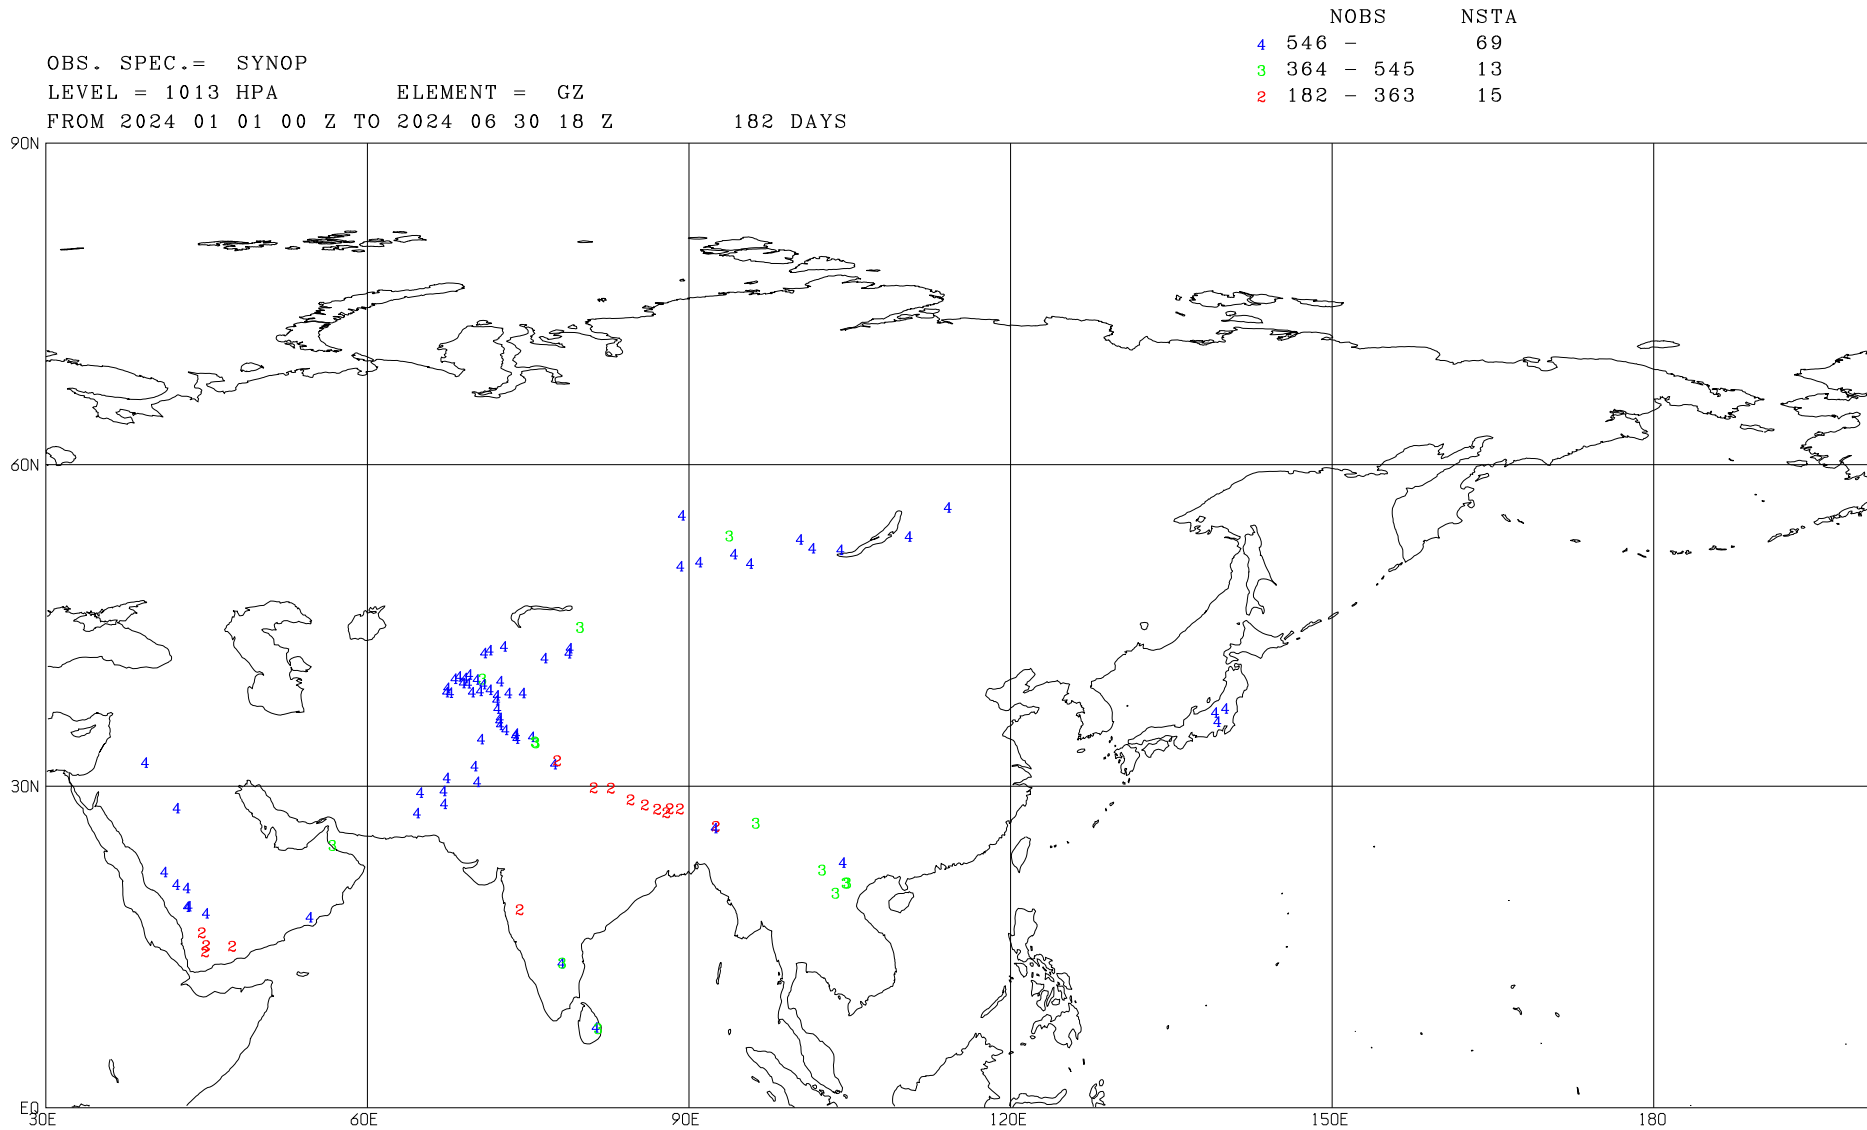 NOBS NSTA
4 546 - 69
3 364 - 545 13
2 182 - 363 15
OBS. SPEC.= SYNOP
LEVEL = 1013 HPA ELEMENT = GZ
FROM 2024 01 01 00 Z TO 2024 06 30 18 Z 182 DAYS
90N
60N
30N
EQ
30E 60E 90E 120E 150E 180